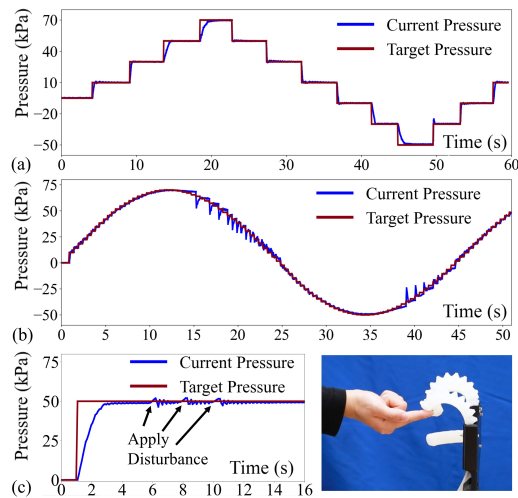 70
50
30
10
−10
−30
−50
Pressure (kPa)
Current Pressure
Target Pressure
Time (s)
(a)
0 10 20 30 40 50 60
75
50
25
0
−25
−50
Pressure (kPa)
Current Pressure
Target Pressure
Time (s)
(b)
0 5 10 15 20 25 30 35 40 45 50
75
50
25
0
Pressure (kPa)
Current Pressure
Target Pressure
Apply
Disturbance
Time (s)
(c)
0 2 4 6 8 10 12 14 16